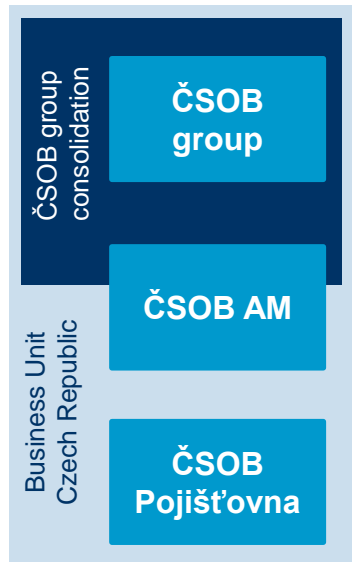 ČSOB group
consolidation
ČSOB
group
ČSOB AM
Business Unit
Czech Republic
ČSOB
Pojišťovna